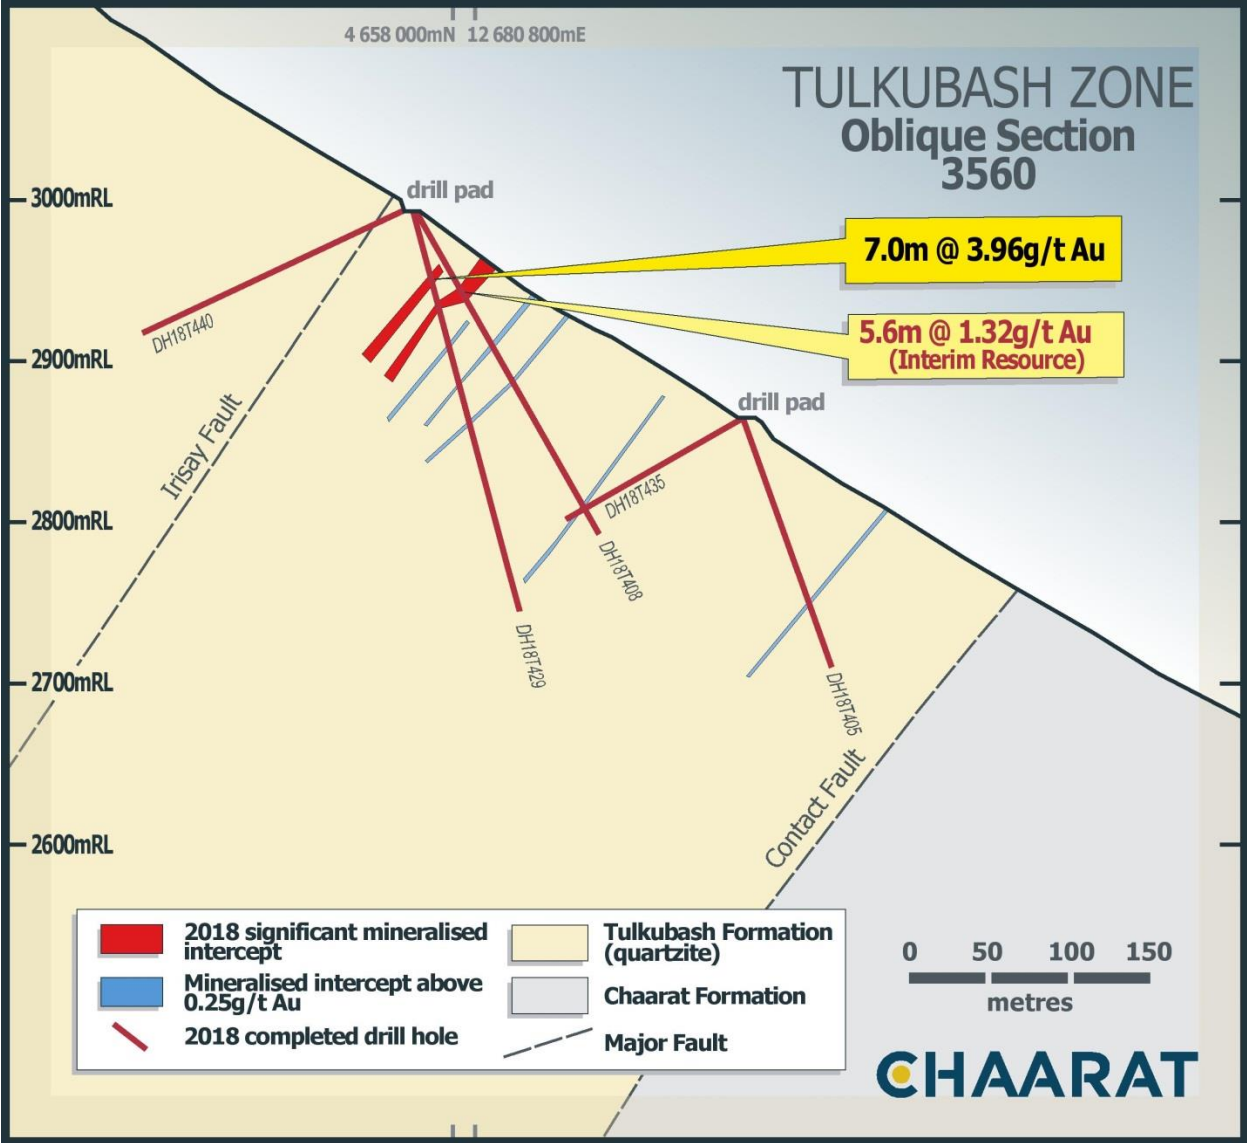 4 658 000mN 12 680 800mE
TULKUBASH ZONE
Oblique Section
3560
3000mRL
drill pad
7.0m @ 3.96g/t Au
5.6m @ 1.32g/t Au
(Interim Resource)
DH18T440
2900mRL
drill pad
Irisay Fault
DH18T435
2800mRL
DH18T408
DH18T429
2700mRL
DH18T405
Contact Fault
2600mRL
2018 significant mineralised
intercept
Mineralised intercept above
0.25g/t Au
2018 completed drill hole
Tulkubash Formation
(quartzite)
Chaarat Formation
Major Fault
0 50 100 150
metres
CHAARAT